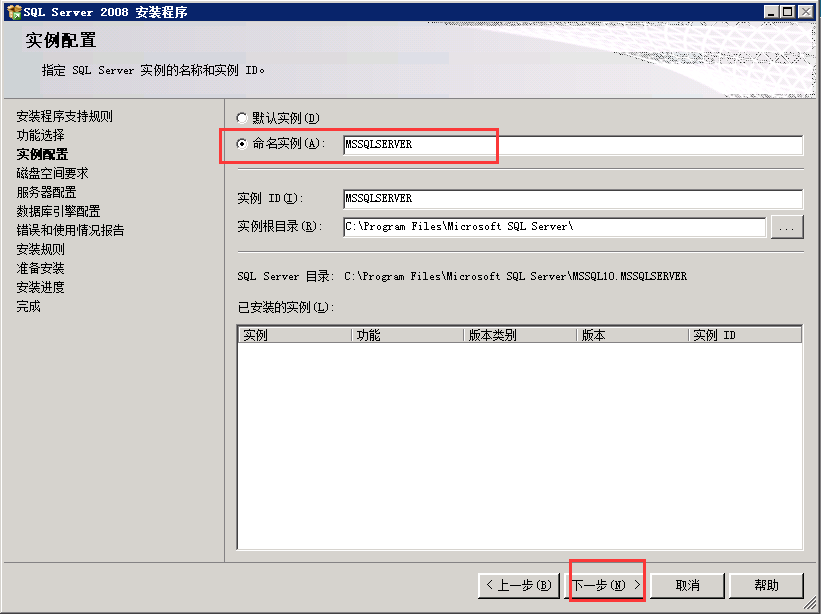 SQL Server 2008 安装程序
实例配置
指定 SQL Server 实例的名称和实例 ID。
安装程序支持规则
功能选择
实例配置
磁盘空间要求
服务器配置
数据库引擎配置
错误和使用情况报告
安装规则
准备安装
安装进度
完成
默认实例(D)
命名实例(A): MSSQLSERVER
实例 ID(I): MSSQLSERVER
实例根目录(R): C:\Program Files\Microsoft SQL Server\ ...
SQL Server 目录: C:\Program Files\Microsoft SQL Server\MSSQL10.MSSQLSERVER
已安装的实例(L):
实例 功能 版本类别 版本 实例 ID
< 上一步(B) 下一步(N) > 取消 帮助